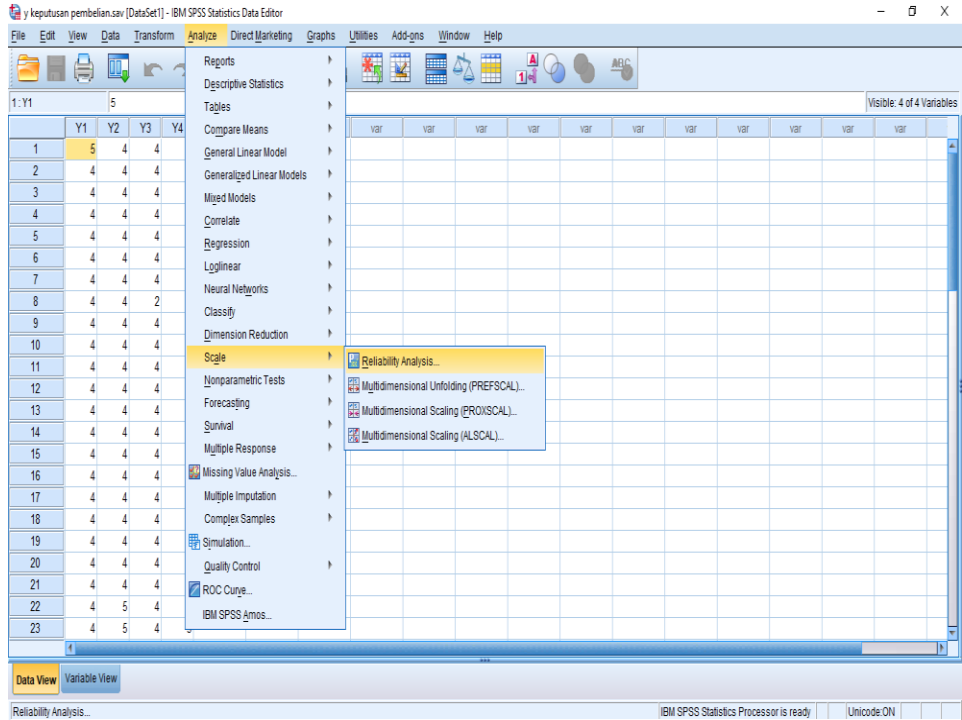 y keputusan pembelian.sav [DataSet1] - IBM SPSS Statistics Data Editor
File Edit View Data Transform Analyze Direct Marketing Graphs Utilities Add-ons Window Help
1 : Y1 5 Visible: 4 of 4 Variables
Y1 Y2 Y3 Y4 var var var var var var var var var var var
1 5 4 4
2 4 4 4
3 4 4 4
4 4 4 4
5 4 4 4
6 4 4 4
7 4 4 4
8 4 4 2
9 4 4 4
10 4 4 4
11 4 4 4
12 4 4 4
13 4 4 4
14 4 4 4
15 4 4 4
16 4 4 4
17 4 4 4
18 4 4 4
19 4 4 4
20 4 4 4
21 4 4 4
22 4 5 4
23 4 5 4
Reports
Descriptive Statistics
Tables
Compare Means
General Linear Model
Generalized Linear Models
Mixed Models
Correlate
Regression
Loglinear
Neural Networks
Classify
Dimension Reduction
Scale
Nonparametric Tests
Forecasting
Survival
Multiple Response
Missing Value Analysis...
Multiple Imputation
Complex Samples
Simulation...
Quality Control
ROC Curve...
IBM SPSS Amos...
Reliability Analysis...
Multidimensional Unfolding (PREFSCAL)...
Multidimensional Scaling (PROXSCAL)...
Multidimensional Scaling (ALSCAL)...
Data View Variable View
Reliability Analysis... IBM SPSS Statistics Processor is ready Unicode:ON